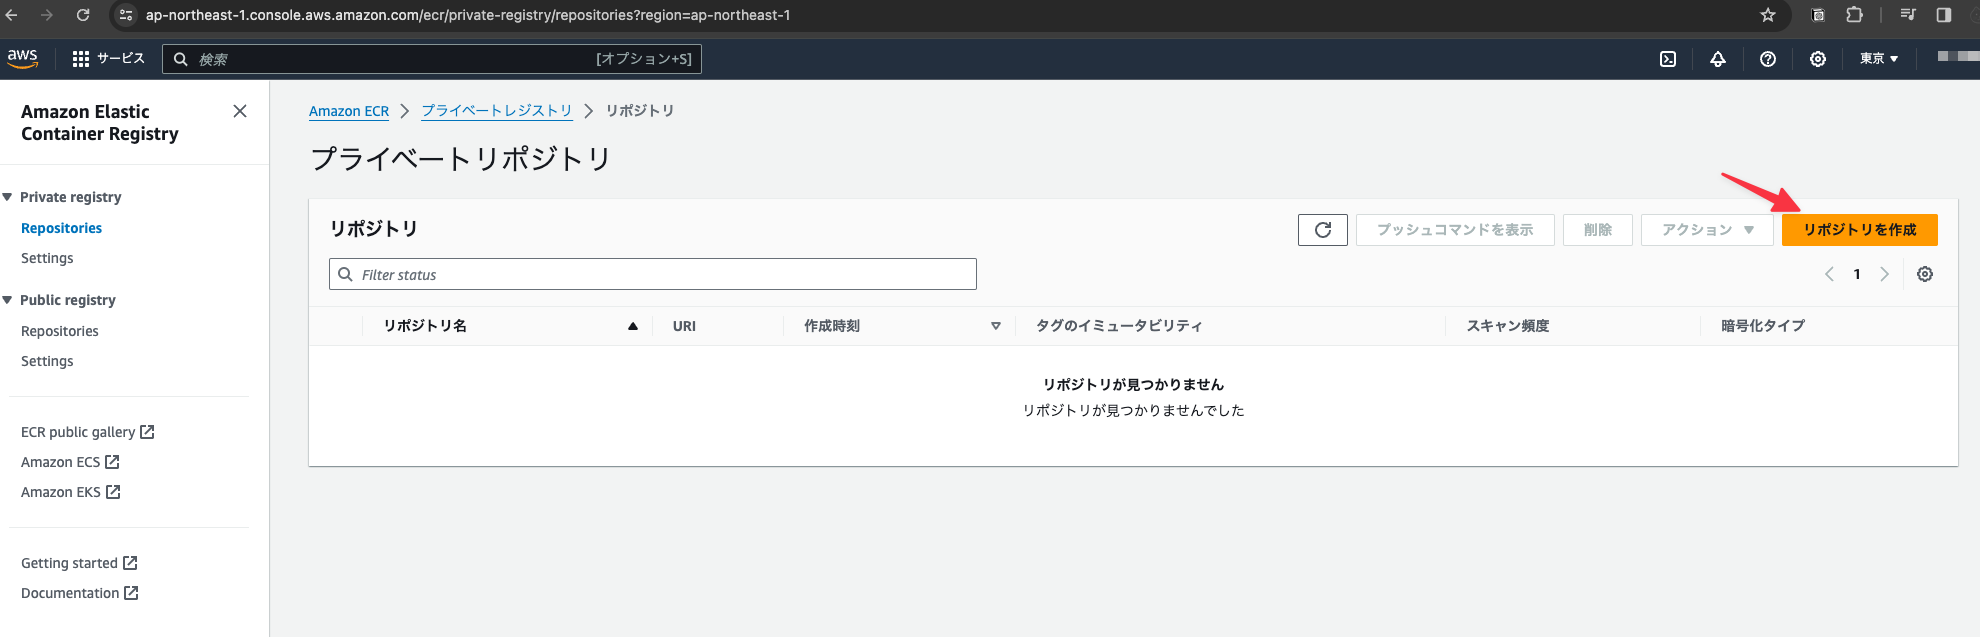 ap-northeast-1.console.aws.amazon.com/ecr/private-registry/repositories?region=ap-northeast-1
aws サービス 検索 [オプション+S] 東京
Amazon Elastic
Container Registry
Private registry
Repositories
Settings
Public registry
Repositories
Settings
ECR public gallery
Amazon ECS
Amazon EKS
Getting started
Documentation
Amazon ECR プライベートレジストリ リポジトリ
プライベートリポジトリ
リポジトリ プッシュコマンドを表示 削除 アクション リポジトリを作成
Filter status 1
リポジトリ名 URI 作成時刻 タグのイミュータビリティ スキャン頻度 暗号化タイプ
リポジトリが見つかりません
リポジトリが見つかりませんでした